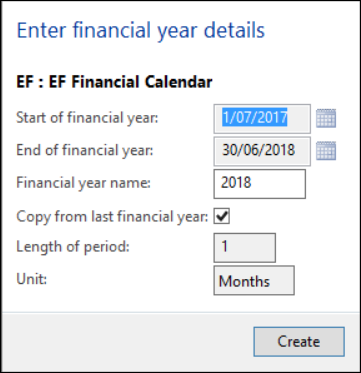 Enter financial year details
EF : EF Financial Calendar
Start of financial year: 1/07/2017
End of financial year: 30/06/2018
Financial year name: 2018
Copy from last financial year:
Length of period: 1
Unit: Months
Create